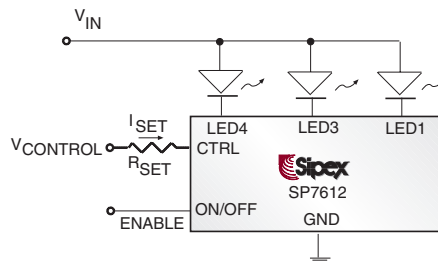 VIN
ISET
LED4 LED3 LED1
VCONTROL
CTRL
RSET
Sipex
SP7612
ON/OFF
GND
ENABLE